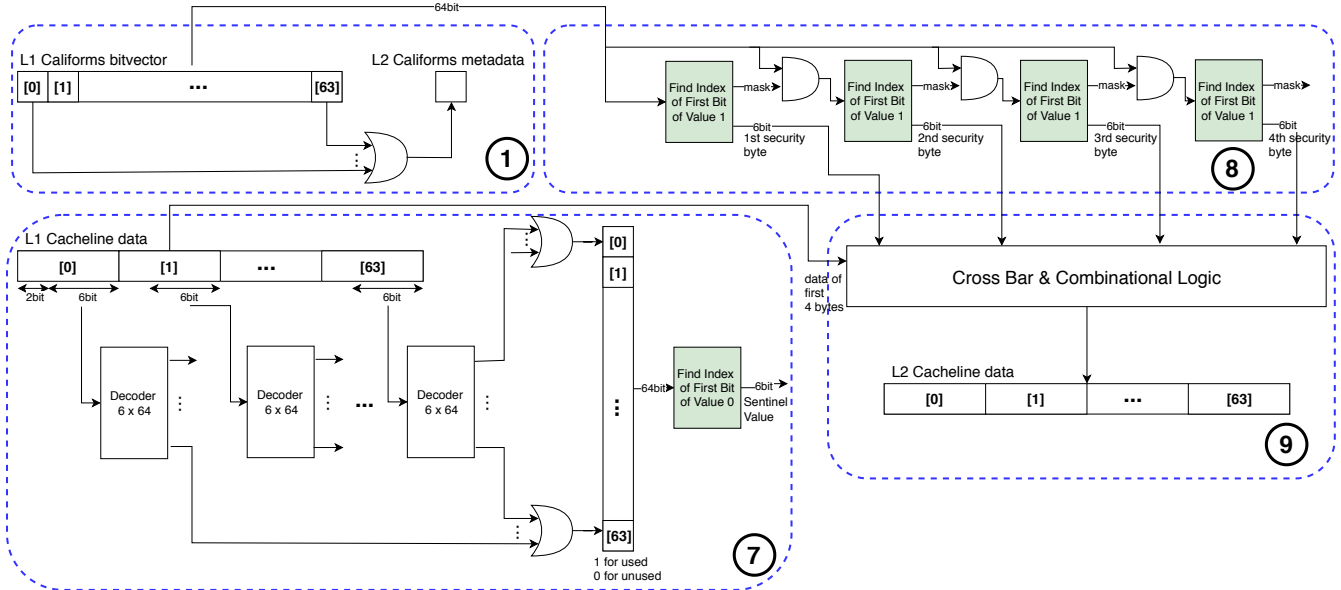 64bit
L1 Califorms bitvector
L2 Califorms metadata
[0] [1] ... [63]
1
Find Index
of First Bit
of Value 1
mask
6bit
1st security
byte
Find Index
of First Bit
of Value 1
mask
6bit
2nd security
byte
Find Index
of First Bit
of Value 1
mask
6bit
3rd security
byte
Find Index
of First Bit
of Value 1
mask
6bit
4th security
byte
8
L1 Cacheline data
[0] [1] ... [63]
2bit 6bit 6bit 6bit
Decoder
6 x 64
Decoder
6 x 64
...
Decoder
6 x 64
[0]
[1]
[63]
1 for used
0 for unused
64bit
Find Index
of First Bit
of Value 0
6bit
Sentinel
Value
7
data of
first
4 bytes
Cross Bar & Combinational Logic
L2 Cacheline data
[0] [1] ... [63]
9